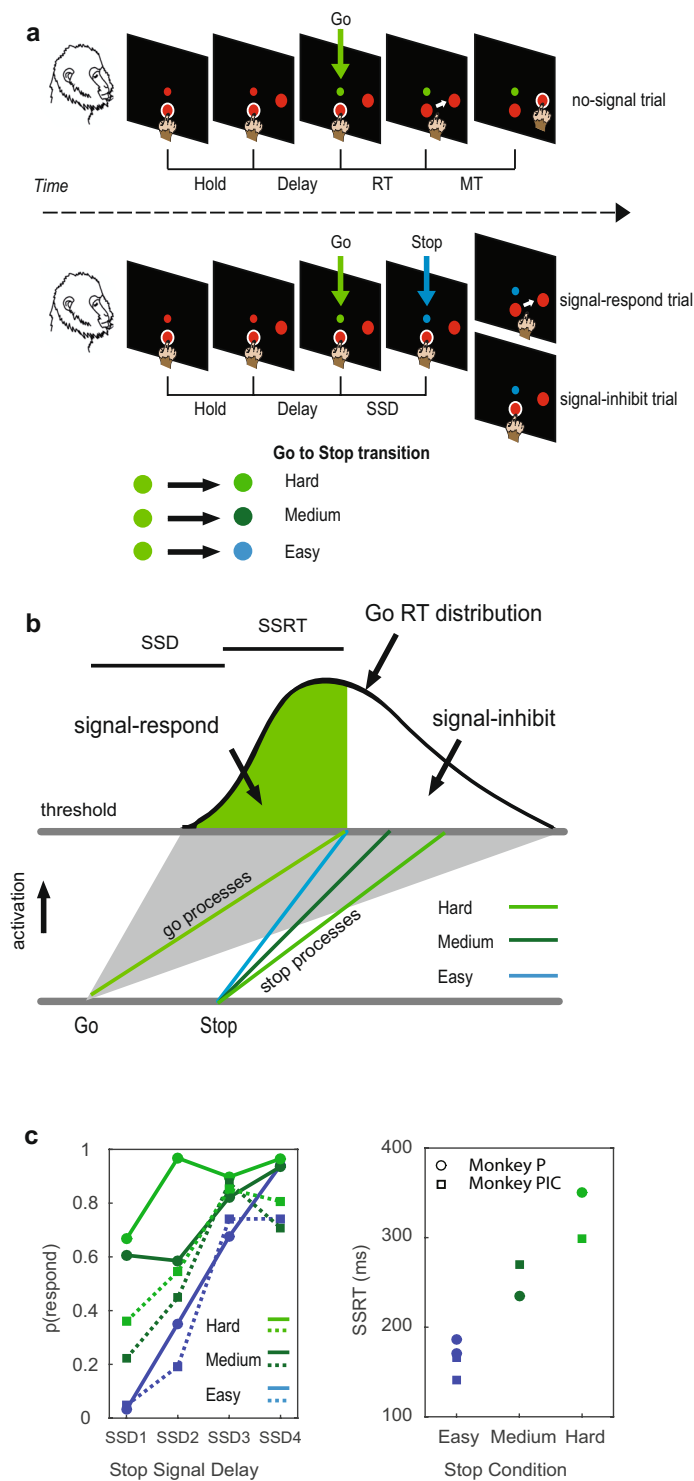 a
Go
no-signal trial
Hold Delay RT MT
Time
Go Stop
signal-respond trial
signal-inhibit trial
Hold Delay SSD
Go to Stop transition
Hard
Medium
Easy
b
SSD SSRT
Go RT distribution
signal-respond
signal-inhibit
threshold
activation
go processes
stop processes
Hard
Medium
Easy
Go Stop
c
1
0.8
0.6
0.4
0.2
0
p(respond)
Hard
Medium
Easy
SSD1 SSD2 SSD3 SSD4
Stop Signal Delay
400
300
200
100
SSRT (ms)
Monkey P
Monkey PIC
Easy Medium Hard
Stop Condition